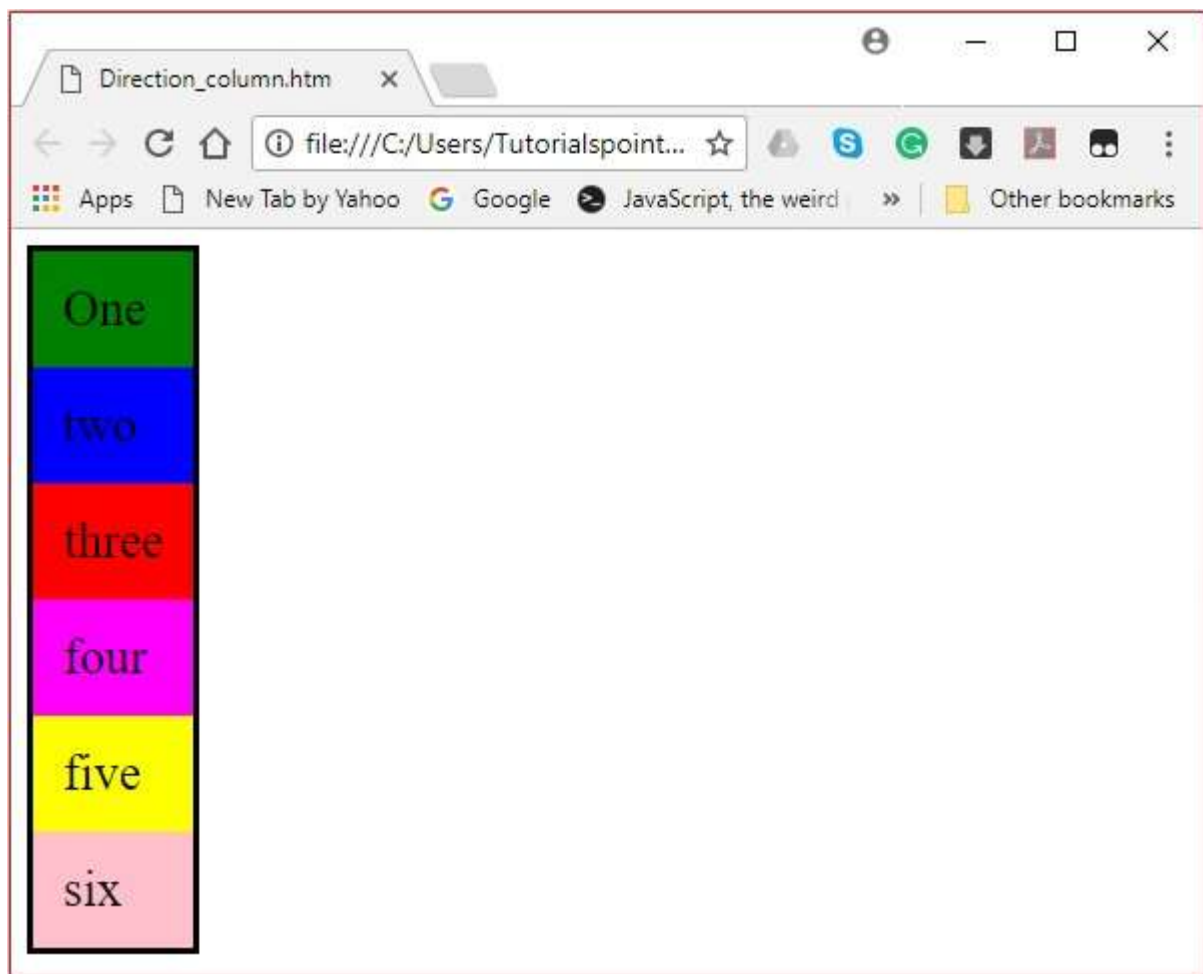 Direction_column.htm
file:///C:/Users/Tutorialspoint...
Apps New Tab by Yahoo Google JavaScript, the weird » Other bookmarks
One
two
three
four
five
six